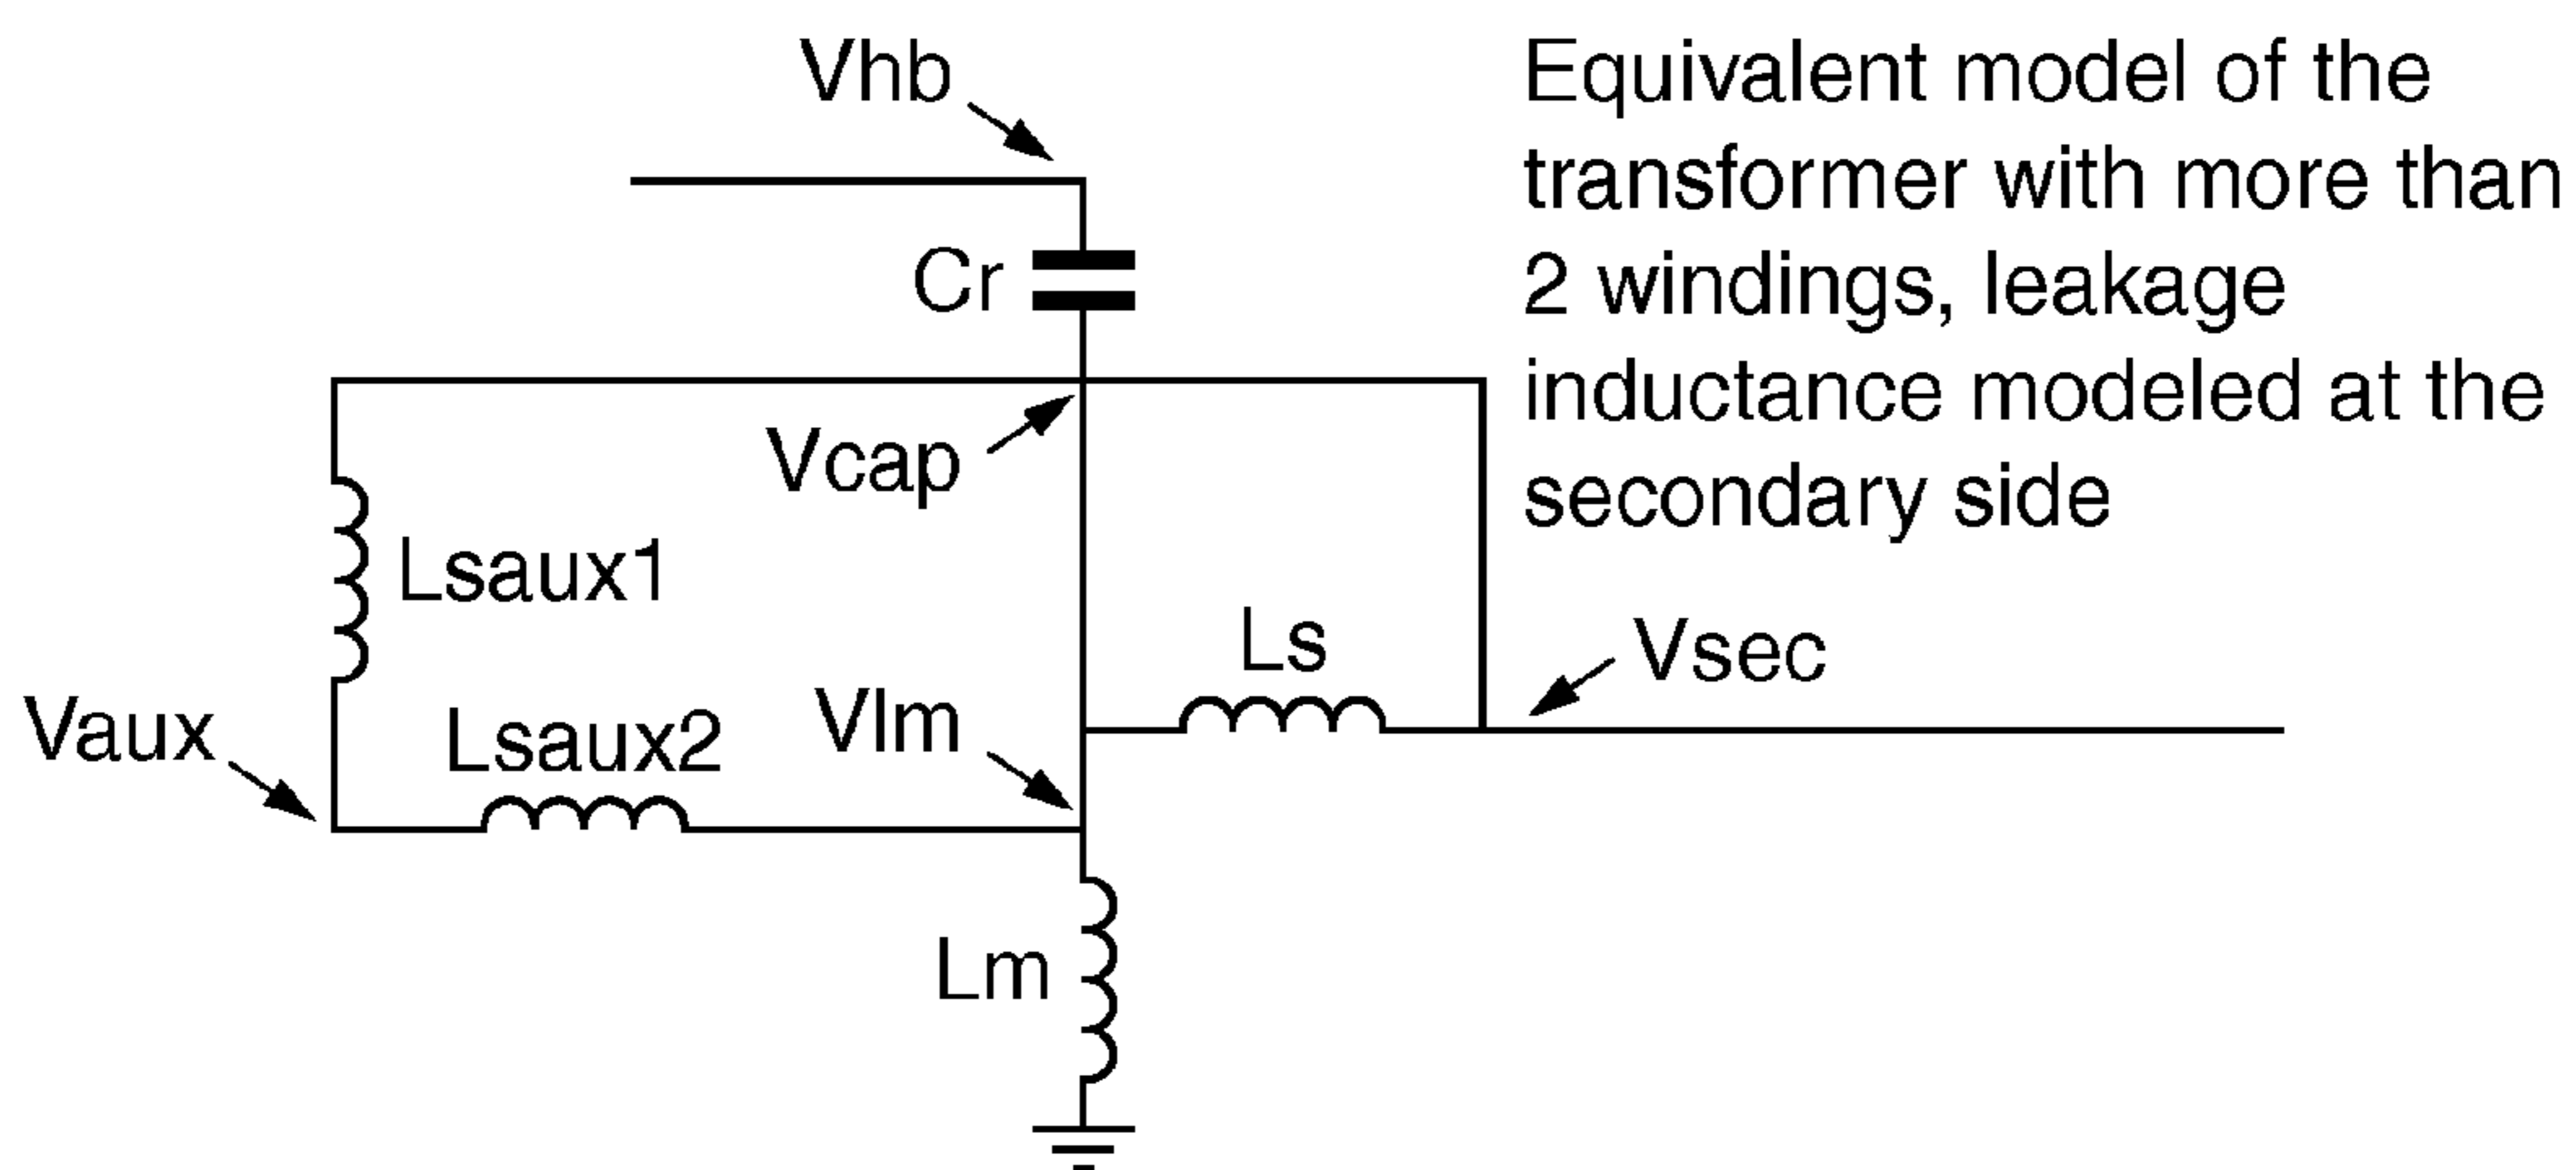 Vhb
Equivalent model of the
transformer with more than
2 windings, leakage
inductance modeled at the
secondary side
Cr
Vcap
Lsaux1
Ls
Vsec
Vaux
Lsaux2
Vlm
Lm